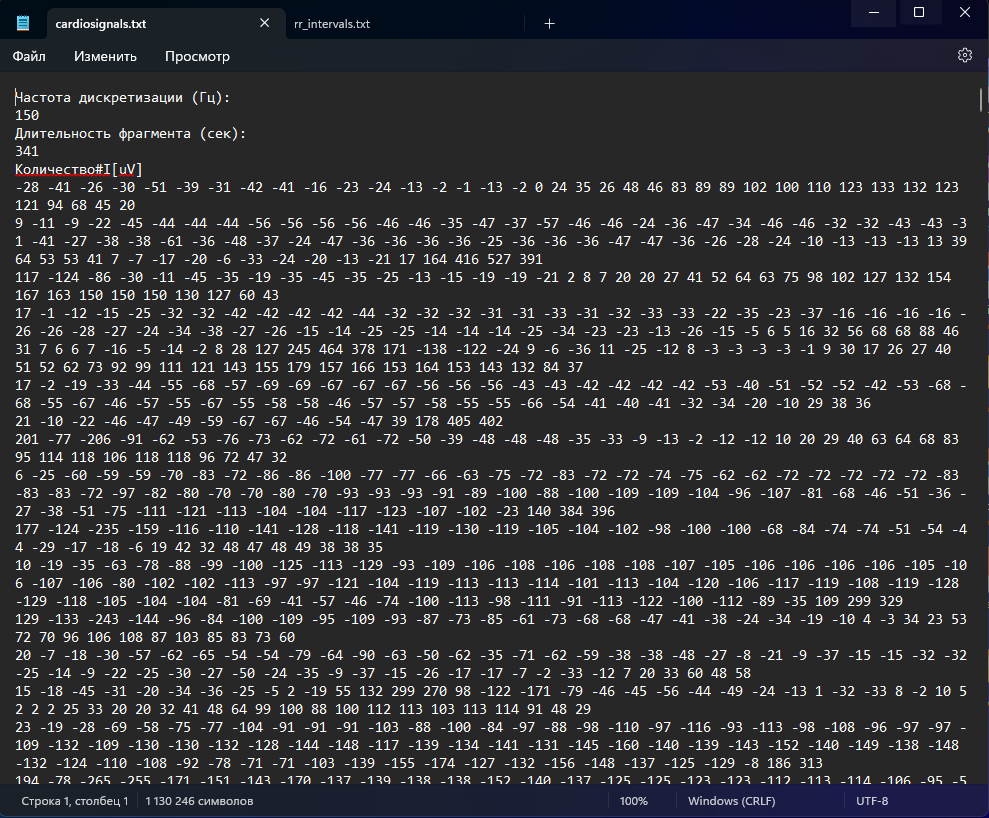 cardiosignals.txt
rr_intervals.txt
Файл Изменить Просмотр
Частота дискретизации (Гц):
150
Длительность фрагмента (сек):
341
Количество#I[uV]
-28 -41 -26 -30 -51 -39 -31 -42 -41 -16 -23 -24 -13 -2 -1 -13 -2 0 24 35 26 48 46 83 89 89 102 100 110 123 133 132 123
121 94 68 45 20
9 -11 -9 -22 -45 -44 -44 -44 -56 -56 -56 -56 -46 -46 -35 -47 -37 -57 -46 -46 -24 -36 -47 -34 -46 -46 -32 -32 -43 -43 -3
1 -41 -27 -38 -38 -61 -36 -48 -37 -24 -47 -36 -36 -36 -36 -25 -36 -36 -36 -47 -47 -36 -26 -28 -24 -10 -13 -13 -13 13 39
64 53 53 41 7 -7 -17 -20 -6 -33 -24 -20 -13 -21 17 164 416 527 391
117 -124 -86 -30 -11 -45 -35 -19 -35 -45 -35 -25 -13 -15 -19 -19 -21 2 8 7 20 20 27 41 52 64 63 75 98 102 127 132 154
167 163 150 150 150 130 127 60 43
17 -1 -12 -15 -25 -32 -32 -42 -42 -42 -42 -44 -32 -32 -32 -31 -31 -33 -31 -32 -33 -33 -22 -35 -23 -37 -16 -16 -16 -16 -
26 -26 -28 -27 -24 -34 -38 -27 -26 -15 -14 -25 -25 -14 -14 -14 -25 -34 -23 -23 -13 -26 -15 -5 6 5 16 32 56 68 68 88 46
31 7 6 6 7 -16 -5 -14 -2 8 28 127 245 464 378 171 -138 -122 -24 9 -6 -36 11 -25 -12 8 -3 -3 -3 -3 -1 9 30 17 26 27 40
51 52 62 73 92 99 111 121 143 155 179 157 166 153 164 153 143 132 84 37
17 -2 -19 -33 -44 -55 -68 -57 -69 -69 -67 -67 -67 -56 -56 -56 -43 -43 -42 -42 -42 -42 -53 -40 -51 -52 -52 -42 -53 -68 -
68 -55 -67 -46 -57 -55 -67 -55 -58 -58 -46 -57 -57 -58 -55 -55 -66 -54 -41 -40 -41 -32 -34 -20 -10 29 38 36
21 -10 -22 -46 -47 -49 -59 -67 -67 -46 -54 -47 39 178 405 402
201 -77 -206 -91 -62 -53 -76 -73 -62 -72 -61 -72 -50 -39 -48 -48 -48 -35 -33 -9 -13 -2 -12 -12 10 20 29 40 63 64 68 83
95 114 118 106 118 118 96 72 47 32
6 -25 -60 -59 -59 -70 -83 -72 -86 -86 -100 -77 -77 -66 -63 -75 -72 -83 -72 -72 -74 -75 -62 -62 -72 -72 -72 -72 -72 -83
-83 -83 -72 -97 -82 -80 -70 -70 -80 -70 -93 -93 -93 -91 -89 -100 -88 -100 -109 -109 -104 -96 -107 -81 -68 -46 -51 -36 -
27 -38 -51 -75 -111 -121 -113 -104 -104 -117 -123 -107 -102 -23 140 384 396
177 -124 -235 -159 -116 -110 -141 -128 -118 -141 -119 -130 -119 -105 -104 -102 -98 -100 -100 -68 -84 -74 -74 -51 -54 -4
4 -29 -17 -18 -6 19 42 32 48 47 48 49 38 38 35
10 -19 -35 -63 -78 -88 -99 -100 -125 -113 -129 -93 -109 -106 -108 -106 -108 -108 -107 -105 -106 -106 -106 -106 -105 -10
6 -107 -106 -80 -102 -102 -113 -97 -97 -121 -104 -119 -113 -113 -114 -101 -113 -104 -120 -106 -117 -119 -108 -119 -128
-129 -118 -105 -104 -104 -81 -69 -41 -57 -46 -74 -100 -113 -98 -111 -91 -113 -122 -100 -112 -89 -35 109 299 329
129 -133 -243 -144 -96 -84 -100 -109 -95 -109 -93 -87 -73 -85 -61 -73 -68 -68 -47 -41 -38 -24 -34 -19 -10 4 -3 34 23 53
72 70 96 106 108 87 103 85 83 73 60
20 -7 -18 -30 -57 -62 -65 -54 -54 -79 -64 -90 -63 -50 -62 -35 -71 -62 -59 -38 -38 -48 -27 -8 -21 -9 -37 -15 -15 -32 -32
-25 -14 -9 -22 -25 -30 -27 -50 -24 -35 -9 -37 -15 -26 -17 -17 -7 -2 -33 -12 7 20 33 60 48 58
15 -18 -45 -31 -20 -34 -36 -25 -5 2 -19 55 132 299 270 98 -122 -171 -79 -46 -45 -56 -44 -49 -24 -13 1 -32 -33 8 -2 10 5
2 2 2 25 33 20 20 32 41 48 64 99 100 88 100 112 113 103 113 114 91 48 29
23 -19 -28 -69 -58 -75 -77 -104 -91 -91 -91 -103 -88 -100 -84 -97 -88 -98 -110 -97 -116 -93 -113 -98 -108 -96 -97 -97 -
109 -132 -109 -130 -130 -132 -128 -144 -148 -117 -139 -134 -141 -131 -145 -160 -140 -139 -143 -152 -140 -149 -138 -148
-132 -124 -110 -108 -92 -78 -71 -71 -103 -139 -155 -174 -127 -132 -156 -148 -137 -125 -129 -8 186 313
194 -78 -265 -255 -171 -151 -143 -170 -137 -139 -138 -138 -152 -140 -137 -125 -125 -123 -123 -112 -113 -114 -106 -95 -5
Строка 1, столбец 1 1 130 246 символов 100% Windows (CRLF) UTF-8